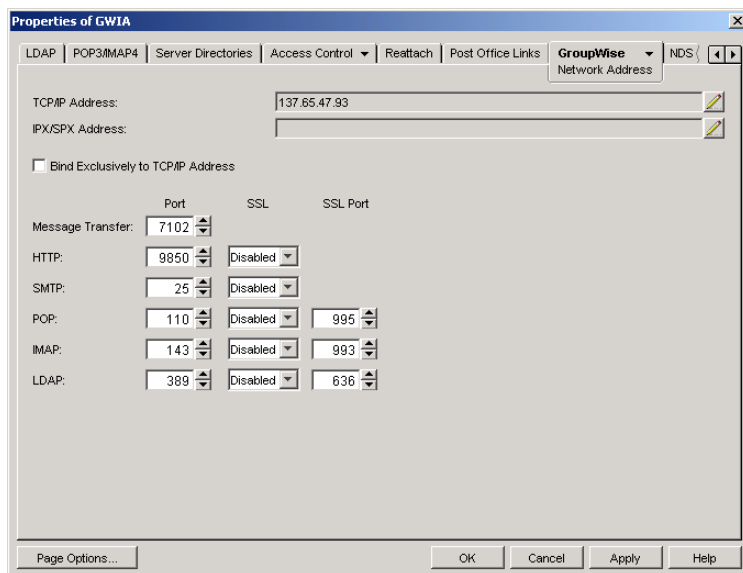 Properties of GWIA
LDAP POP3/IMAP4 Server Directories Access Control Reattach Post Office Links GroupWise NDS
Network Address
TCP/IP Address: 137.65.47.93
IPX/SPX Address:
Bind Exclusively to TCP/IP Address
Port SSL SSL Port
Message Transfer: 7102
HTTP: 9850 Disabled
SMTP: 25 Disabled
POP: 110 Disabled 995
IMAP: 143 Disabled 993
LDAP: 389 Disabled 636
Page Options... OK Cancel Apply Help